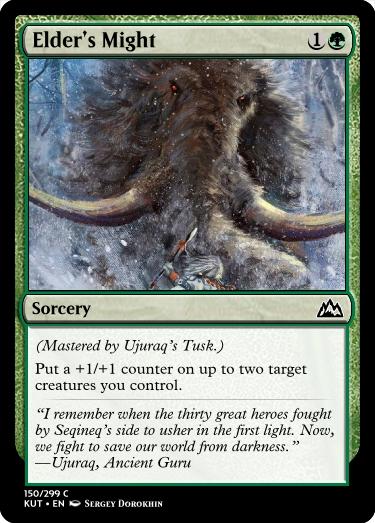 Elder's Might 1
Sorcery
(Mastered by Ujuraq's Tusk.)
Put a +1/+1 counter on up to two target
creatures you control.
“I remember when the thirty great heroes fought
by Seqineq's side to usher in the first light. Now,
we fight to save our world from darkness.”
—Ujuraq, Ancient Guru
150/299 C
KUT • EN Sergey Dorokhin